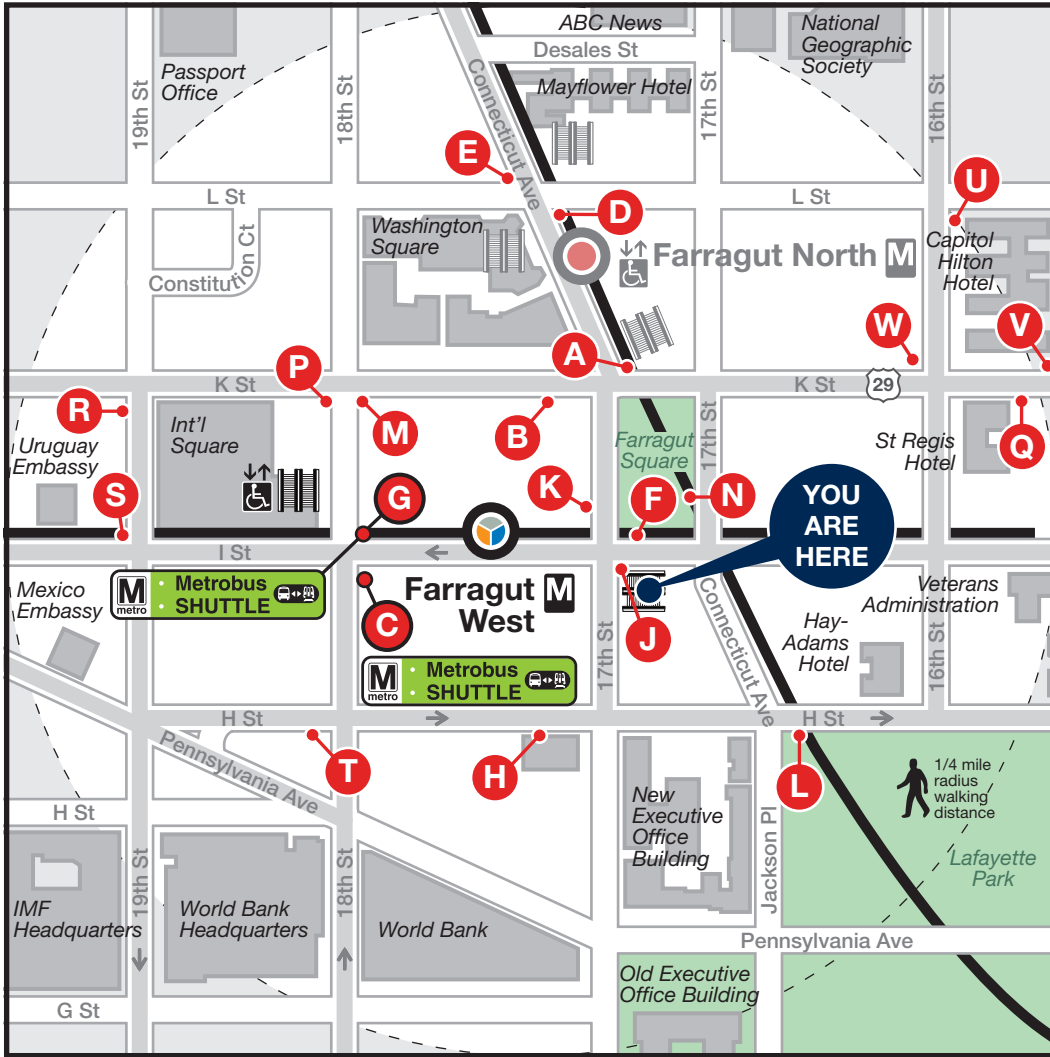 ABC News
Desales St
National
Geographic
Society
Passport
Office
19th St
18th St
Connecticut Ave
Mayflower Hotel
17th St
16th St
E
U
L St
L St
D
Constitution Ct
Washington
Square
Farragut North M
Capitol
Hilton
Hotel
A
W
V
P
K St
K St
29
R
M
B
Int'l
Square
Uruguay
Embassy
Farragut
Square
17th St
St Regis
Hotel
Q
S
G
K
F
N
YOU
ARE
HERE
I St
M
metro
· Metrobus
· SHUTTLE
Mexico
Embassy
C
Farragut
West
M
J
Connecticut Ave
Veterans
Administration
Hay-
Adams
Hotel
M
metro
· Metrobus
· SHUTTLE
17th St
16th St
H St
H St
Pennsylvania Ave
T
H
L
1/4 mile
radius
walking
distance
New
Executive
Office
Building
Jackson Pl
H St
Lafayette
Park
19th St
18th St
IMF
Headquarters
World Bank
Headquarters
World Bank
Pennsylvania Ave
Old Executive
Office Building
G St